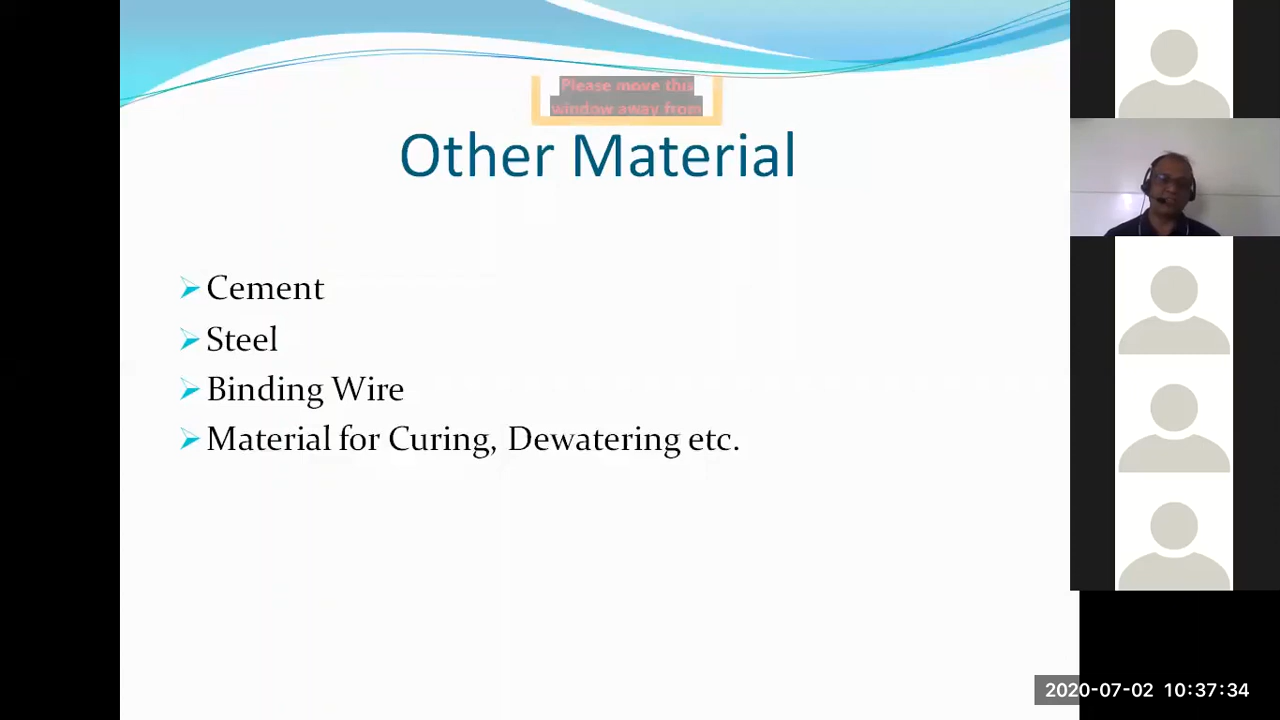 Please move this
window away from
Other Material
Cement
Steel
Binding Wire
Material for Curing, Dewatering etc.
2020-07-02 10:37:34